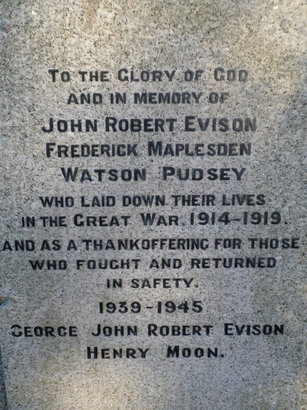 To the Glory of God
and in memory of
John Robert Evison
Frederick Maplesden
Watson Pudsey
who laid down their lives
in the Great War. 1914-1919.
and as a thankoffering for those
who fought and returned
in safety.
1939-1945
George John Robert Evison
Henry Moon.